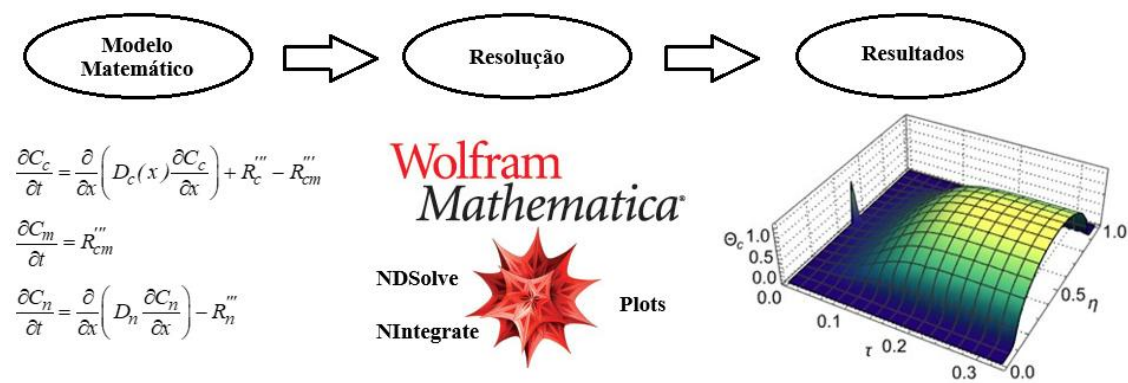 Modelo
Matemático
Resolução
Resultados
∂C_c/∂t = ∂/∂x ( D_c(x) ∂C_c/∂x ) + R_c''' − R_cm'''
∂C_m/∂t = R_cm'''
∂C_n/∂t = ∂/∂x ( D_n ∂C_n/∂x ) − R_n'''
Wolfram
Mathematica®
NDSolve
NIntegrate
Plots
Θ_c
1.0
0.5
0.0
0.0
0.1
τ 0.2
0.3
0.0
0.5 η
1.0